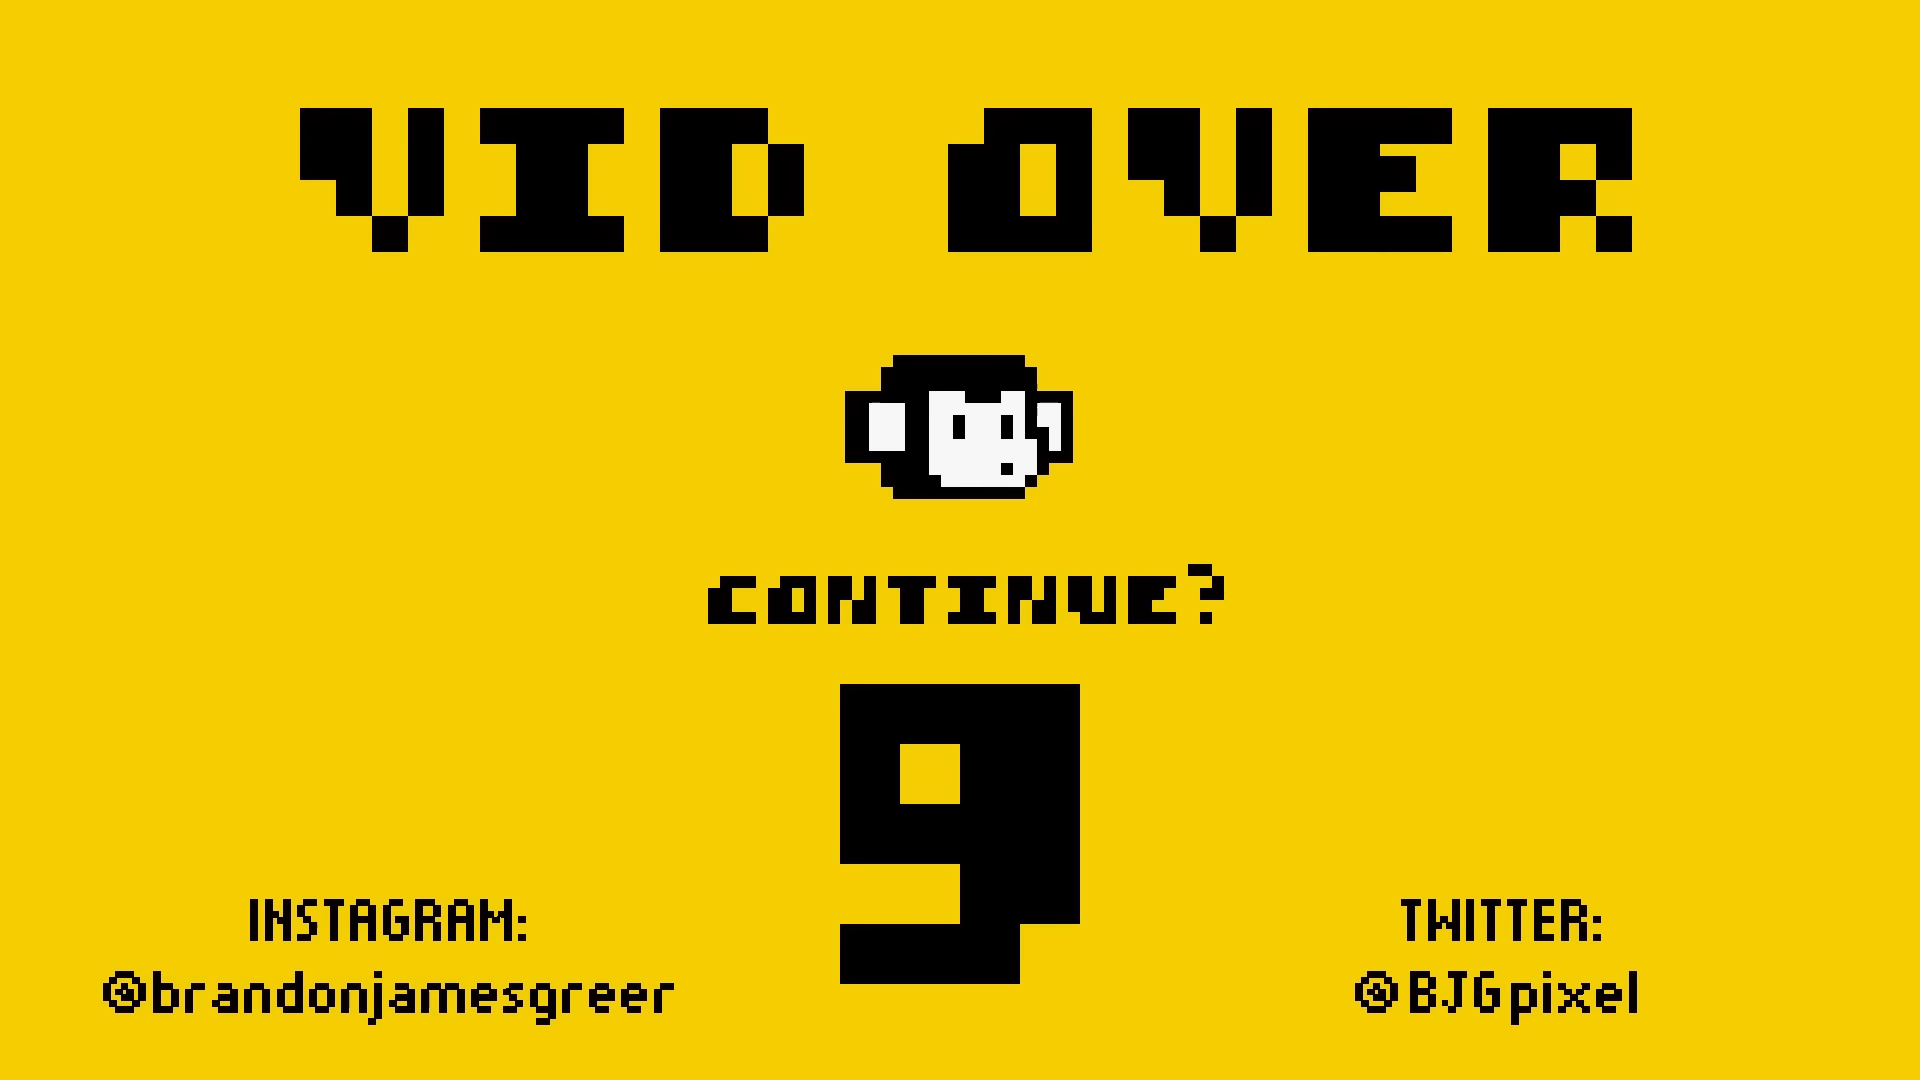 VID OVER
CONTINUE?
9
INSTAGRAM:
@brandonjamesgreer
TWITTER:
@BJGpixel